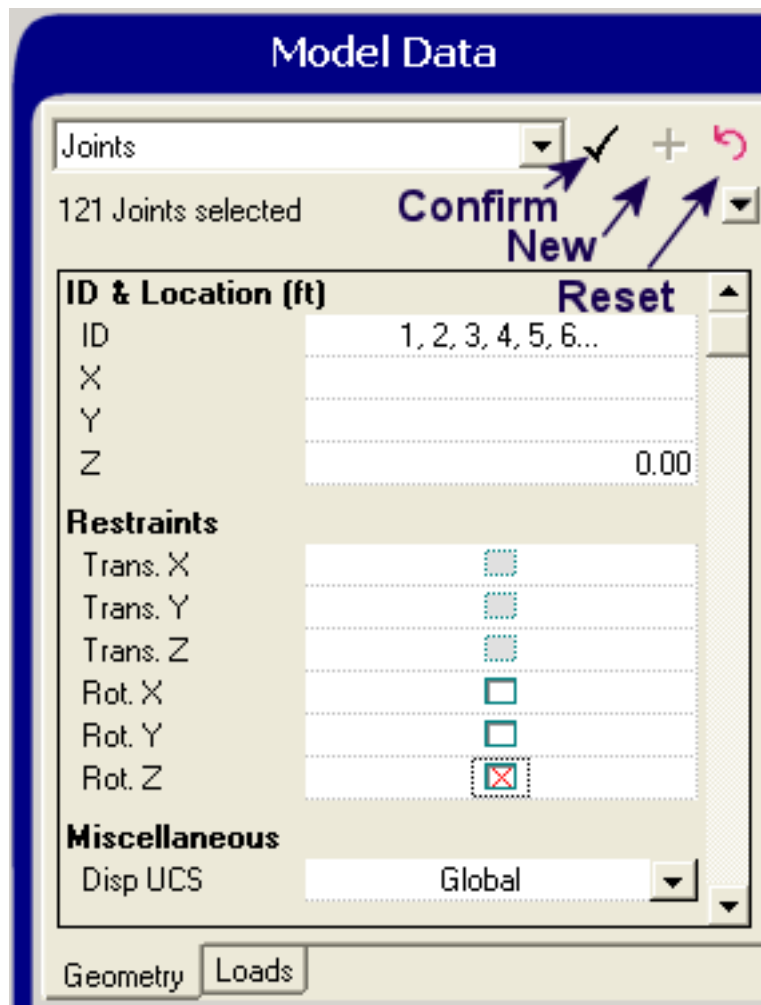 Model Data
Joints
121 Joints selected
Confirm
New
Reset
ID & Location (ft)
ID 1, 2, 3, 4, 5, 6...
X
Y
Z 0.00
Restraints
Trans. X
Trans. Y
Trans. Z
Rot. X
Rot. Y
Rot. Z
Miscellaneous
Disp UCS Global
Geometry Loads